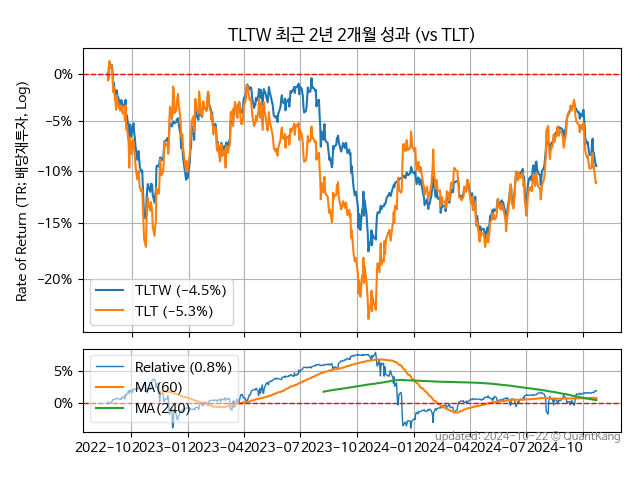 TLTW 최근 2년 2개월 성과 (vs TLT)
Rate of Return (TR: 배당재투자, Log)
0%
−5%
−10%
−15%
−20%
TLTW (−4.5%)
TLT (−5.3%)
5%
0%
Relative (0.8%)
MA(60)
MA(240)
2022−10 2023−01 2023−04 2023−07 2023−10 2024−01 2024−04 2024−07 2024−10
updated: 2024−10−22 © QuantKang